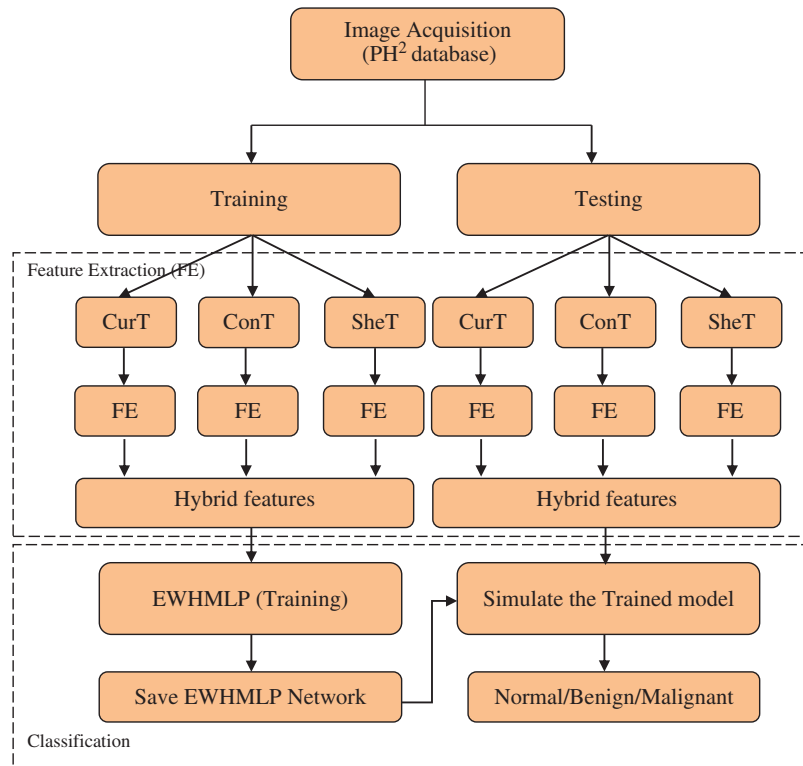 Image Acquisition
(PH² database)
Training
Testing
Feature Extraction (FE)
CurT
ConT
SheT
CurT
ConT
SheT
FE
FE
FE
FE
FE
FE
Hybrid features
Hybrid features
EWHMLP (Training)
Simulate the Trained model
Save EWHMLP Network
Normal/Benign/Malignant
Classification